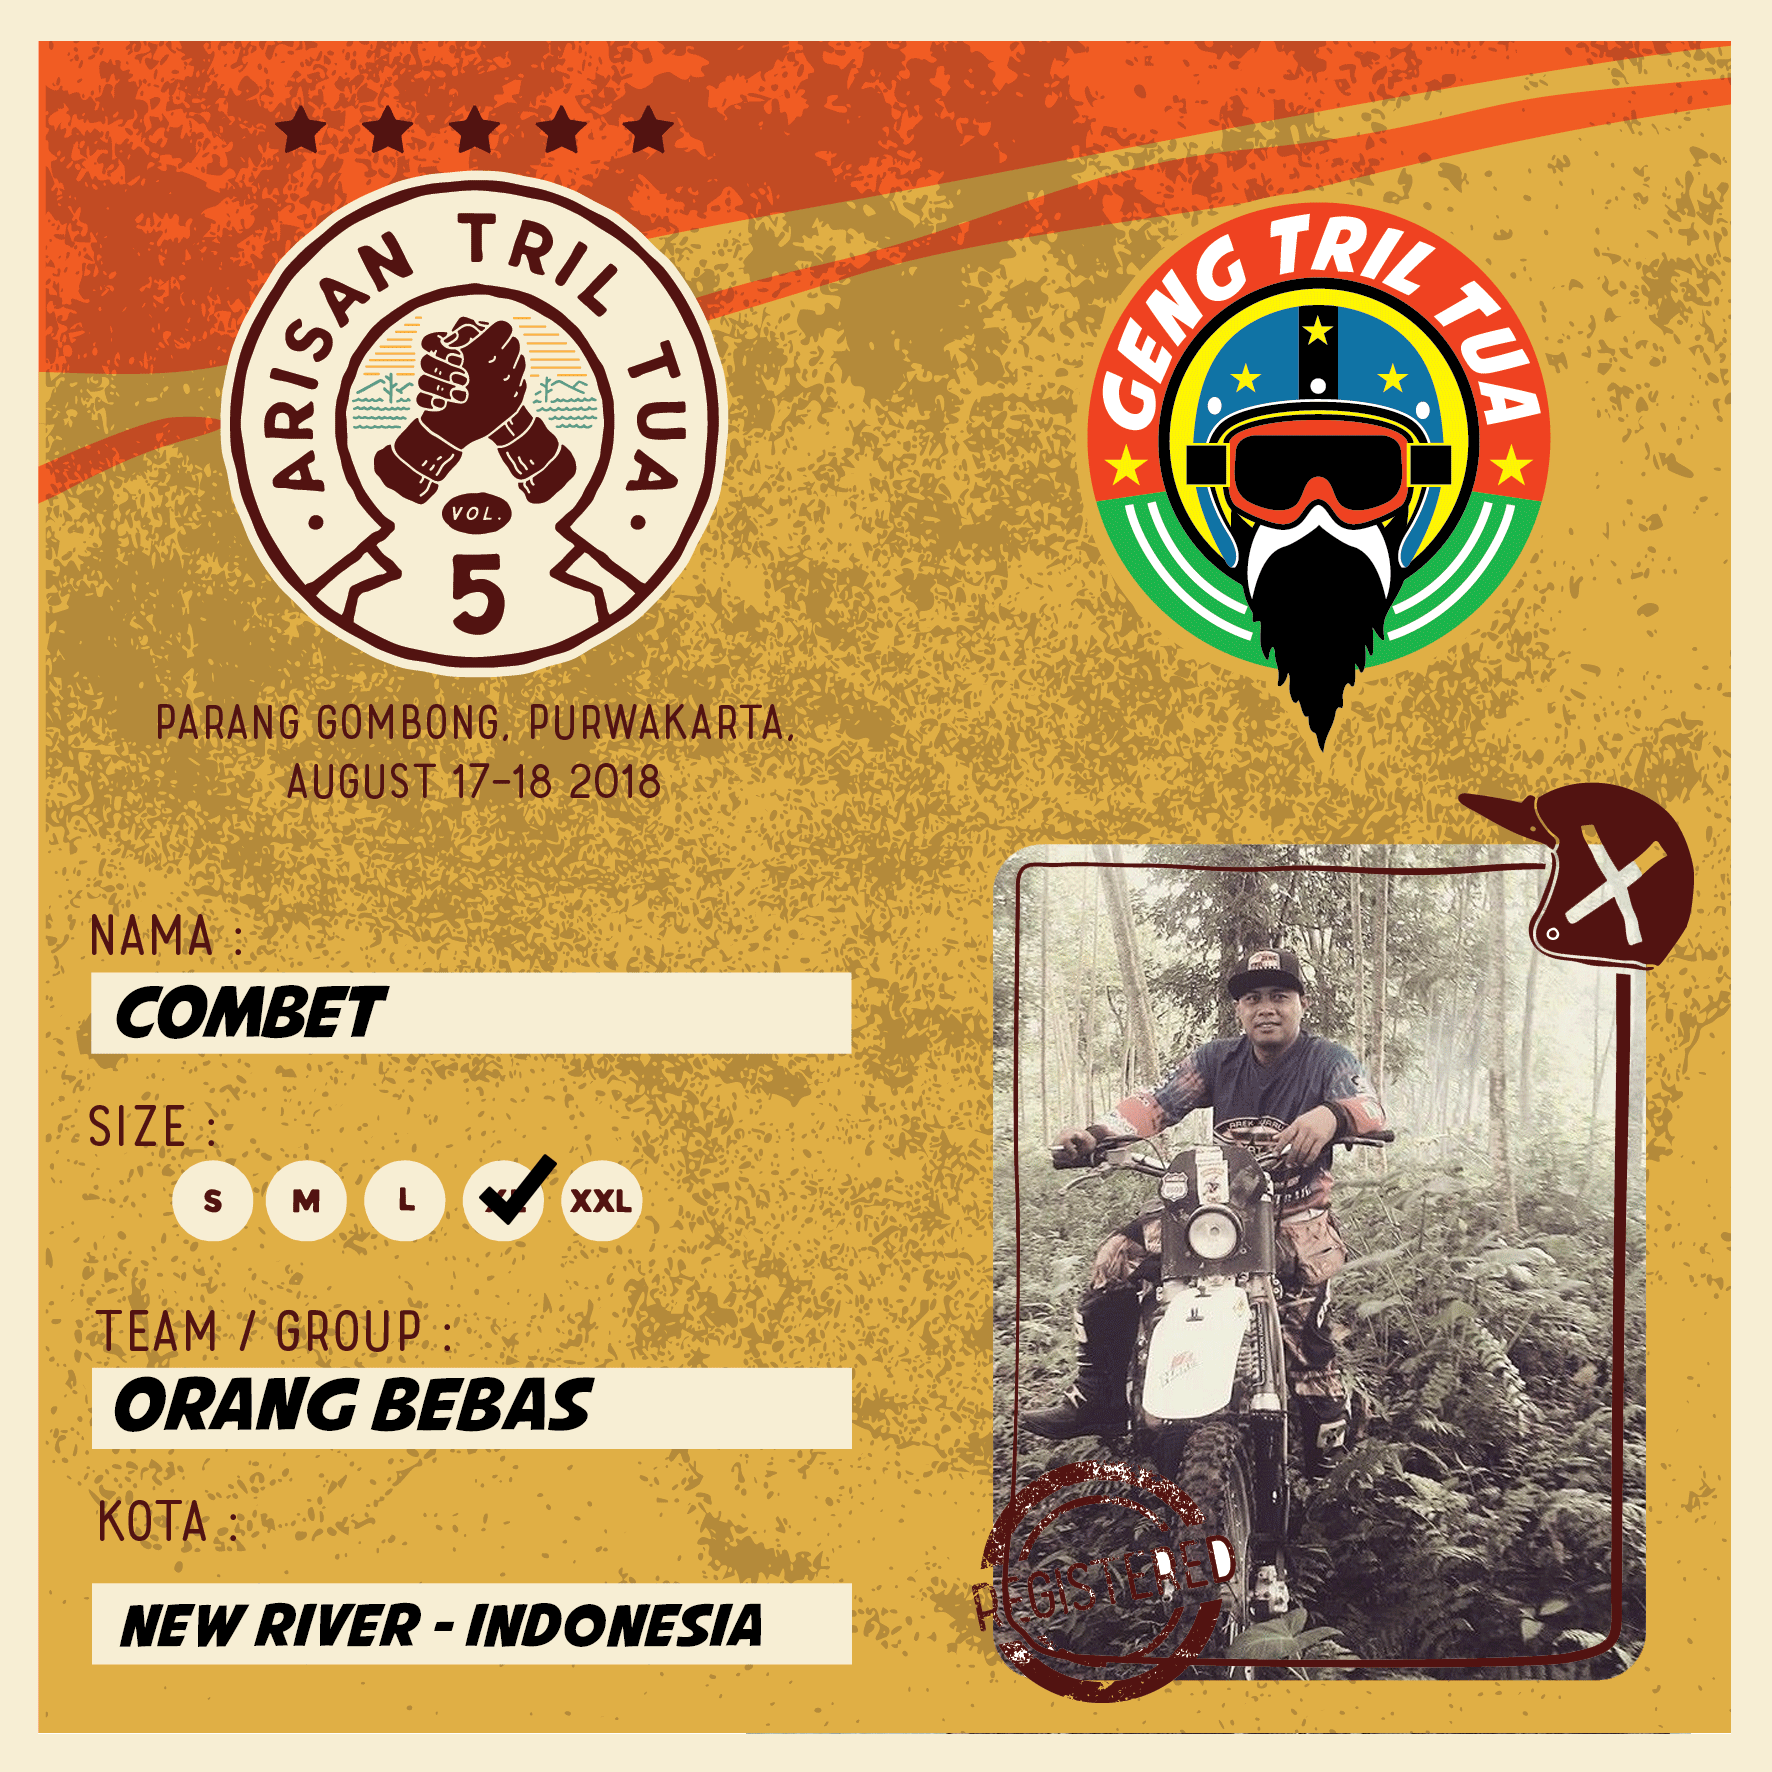 ARISAN TRIL TUA
VOL.
5
GENG TRIL TUA
PARANG GOMBONG, PURWAKARTA,
AUGUST 17-18 2018
NAMA :
COMBET
SIZE :
S M L XL XXL
TEAM / GROUP :
ORANG BEBAS
KOTA :
NEW RIVER - INDONESIA
REGISTERED